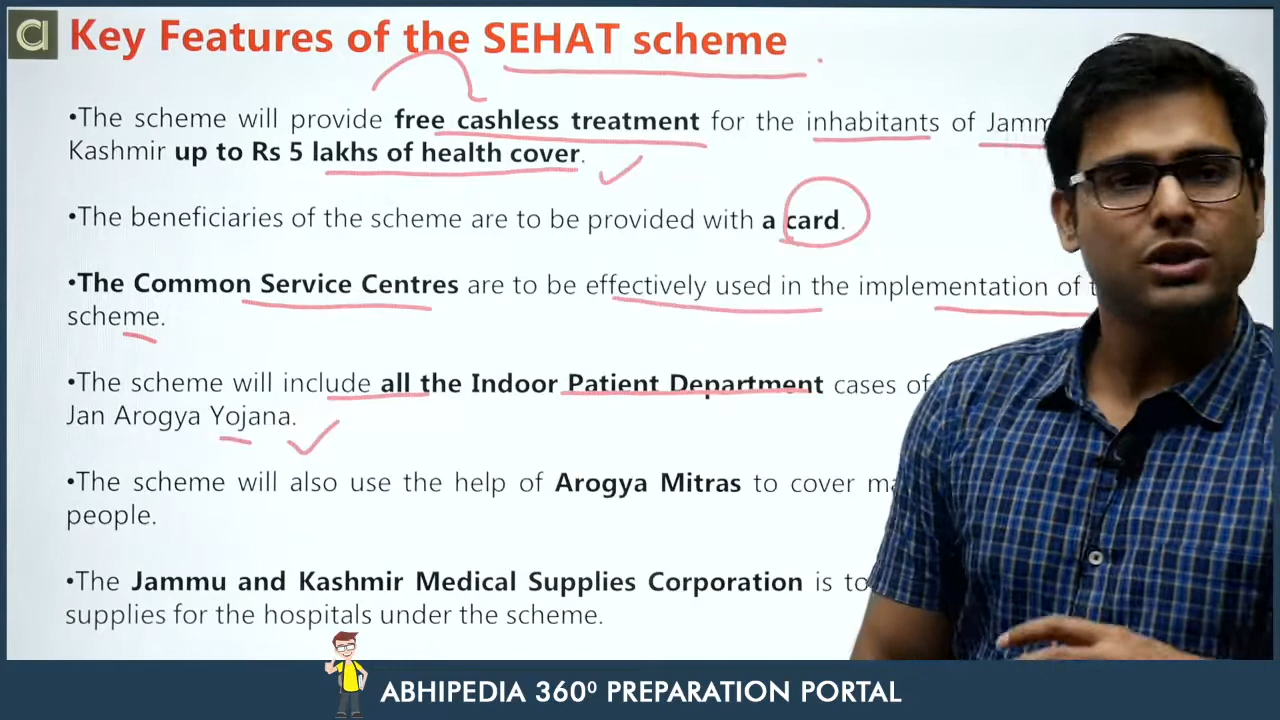 Key Features of the SEHAT scheme
•The scheme will provide free cashless treatment for the inhabitants of
Kashmir up to Rs 5 lakhs of health cover.
•The beneficiaries of the scheme are to be provided with a card.
•The Common Service Centres are to be effectively used in the implementation of
scheme.
•The scheme will include all the Indoor Patient Department cases of
Jan Arogya Yojana.
•The scheme will also use the help of Arogya Mitras to cover
people.
•The Jammu and Kashmir Medical Supplies Corporation is to
supplies for the hospitals under the scheme.
ABHIPEDIA 360⁰ PREPARATION PORTAL